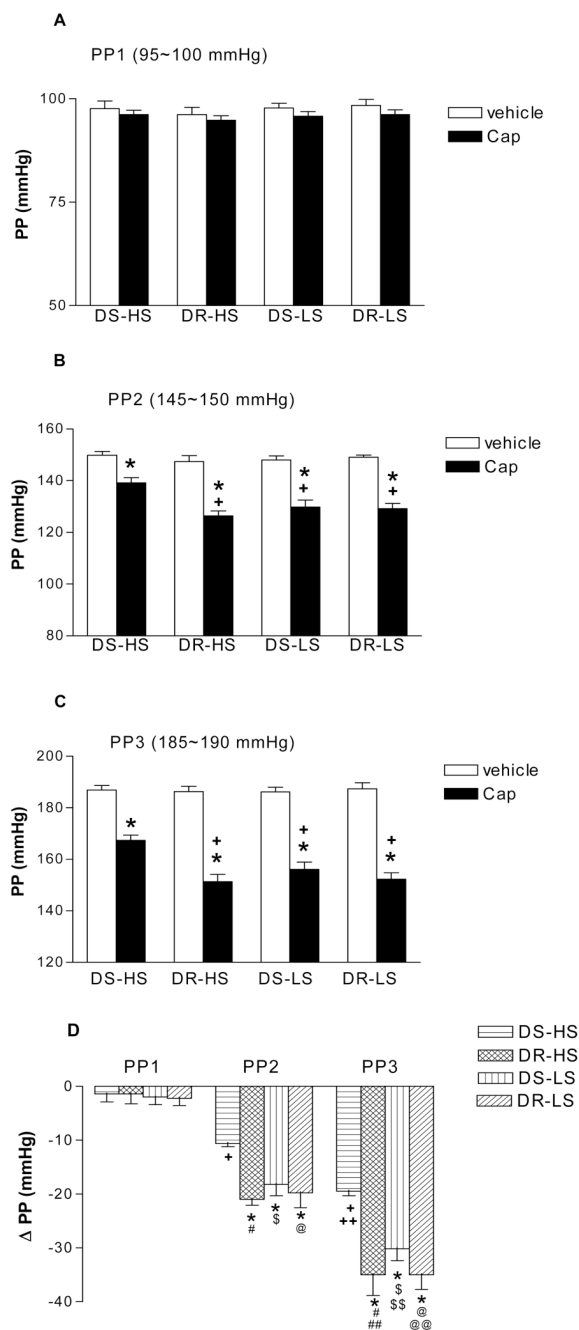 A
PP1 (95~100 mmHg)
100
75
50
PP (mmHg)
vehicle
Cap
DS-HS DR-HS DS-LS DR-LS
B
PP2 (145~150 mmHg)
160
140
120
100
80
PP (mmHg)
vehicle
Cap
*
*
+
*
+
*
+
DS-HS DR-HS DS-LS DR-LS
C
PP3 (185~190 mmHg)
200
180
160
140
120
PP (mmHg)
vehicle
Cap
*
+
*
+
*
+
*
DS-HS DR-HS DS-LS DR-LS
D
DS-HS
DR-HS
DS-LS
DR-LS
PP1 PP2 PP3
0
-10
-20
-30
-40
Δ PP (mmHg)
+
*
#
*
$
*
@
+
++
*
#
##
*
$
$$
*
@
@@